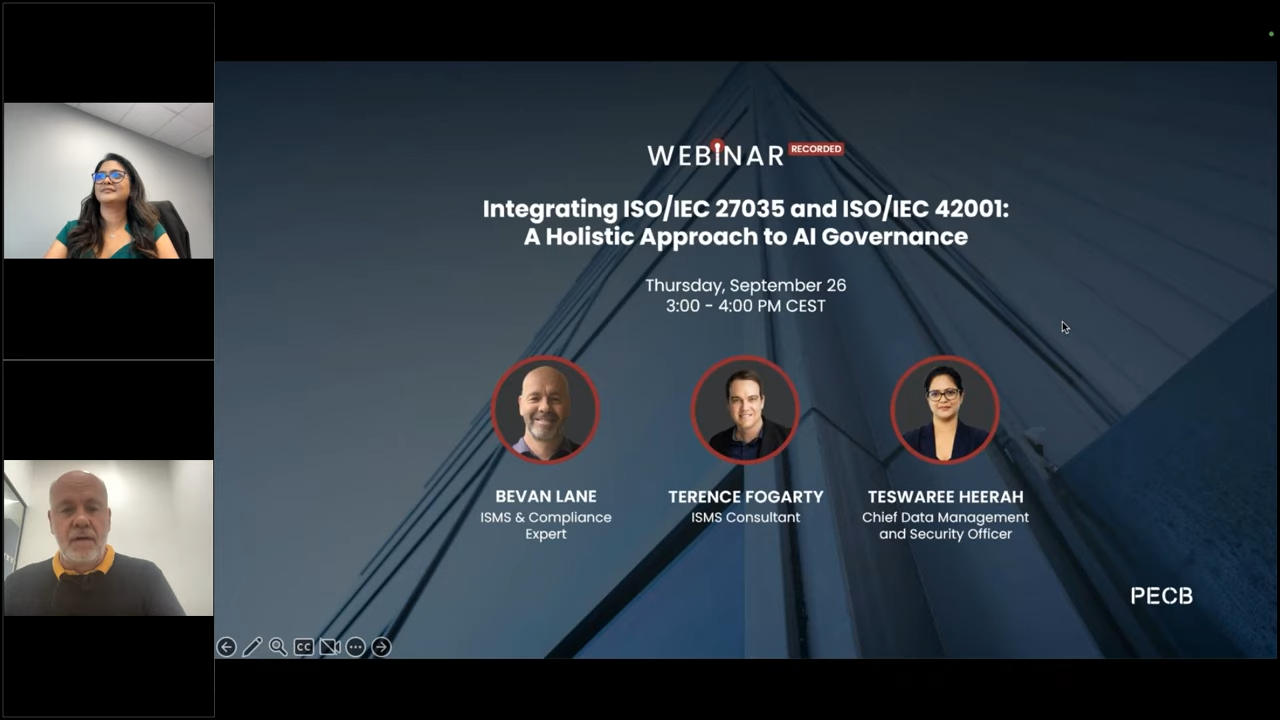 WEBINAR RECORDED
Integrating ISO/IEC 27035 and ISO/IEC 42001:
A Holistic Approach to AI Governance
Thursday, September 26
3:00 - 4:00 PM CEST
BEVAN LANE
ISMS & Compliance
Expert
TERENCE FOGARTY
ISMS Consultant
TESWAREE HEERAH
Chief Data Management
and Security Officer
PECB
CC